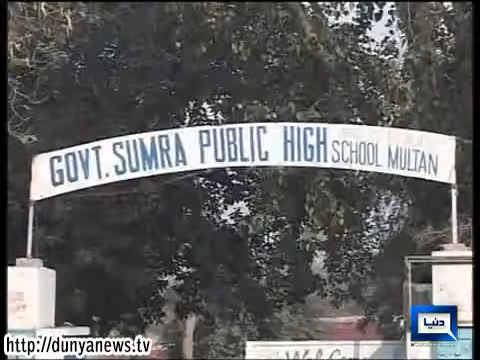 GOVT. SUMRA PUBLIC HIGH SCHOOL MULTAN
دنیا
http://dunyanews.tv